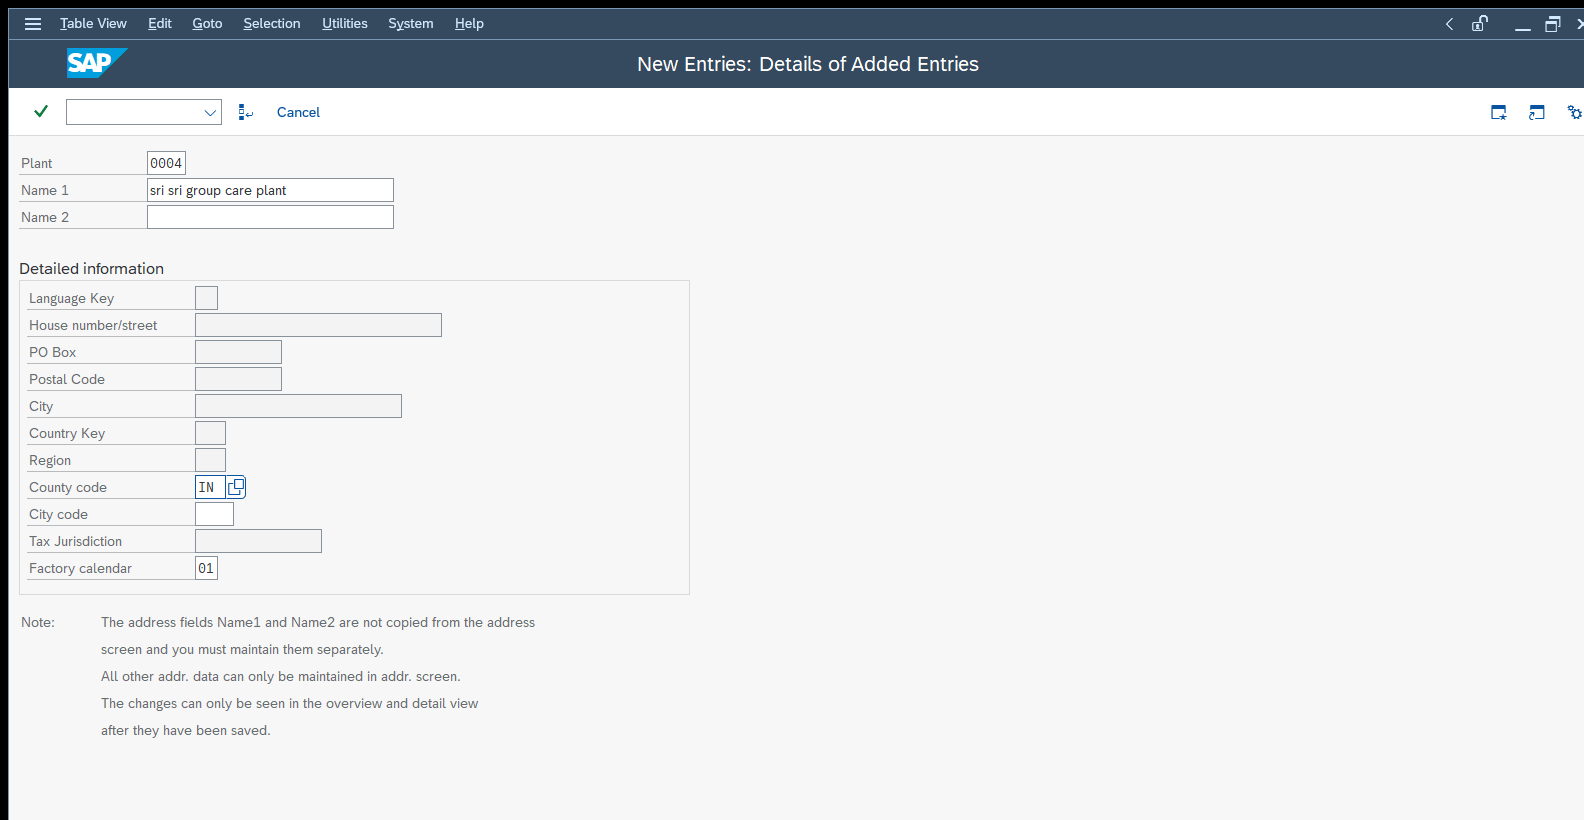 Table View Edit Goto Selection Utilities System Help
SAP New Entries: Details of Added Entries
Cancel
Plant 0004
Name 1 sri sri group care plant
Name 2
Detailed information
Language Key
House number/street
PO Box
Postal Code
City
Country Key
Region
County code IN
City code
Tax Jurisdiction
Factory calendar 01
Note: The address fields Name1 and Name2 are not copied from the address
screen and you must maintain them separately.
All other addr. data can only be maintained in addr. screen.
The changes can only be seen in the overview and detail view
after they have been saved.